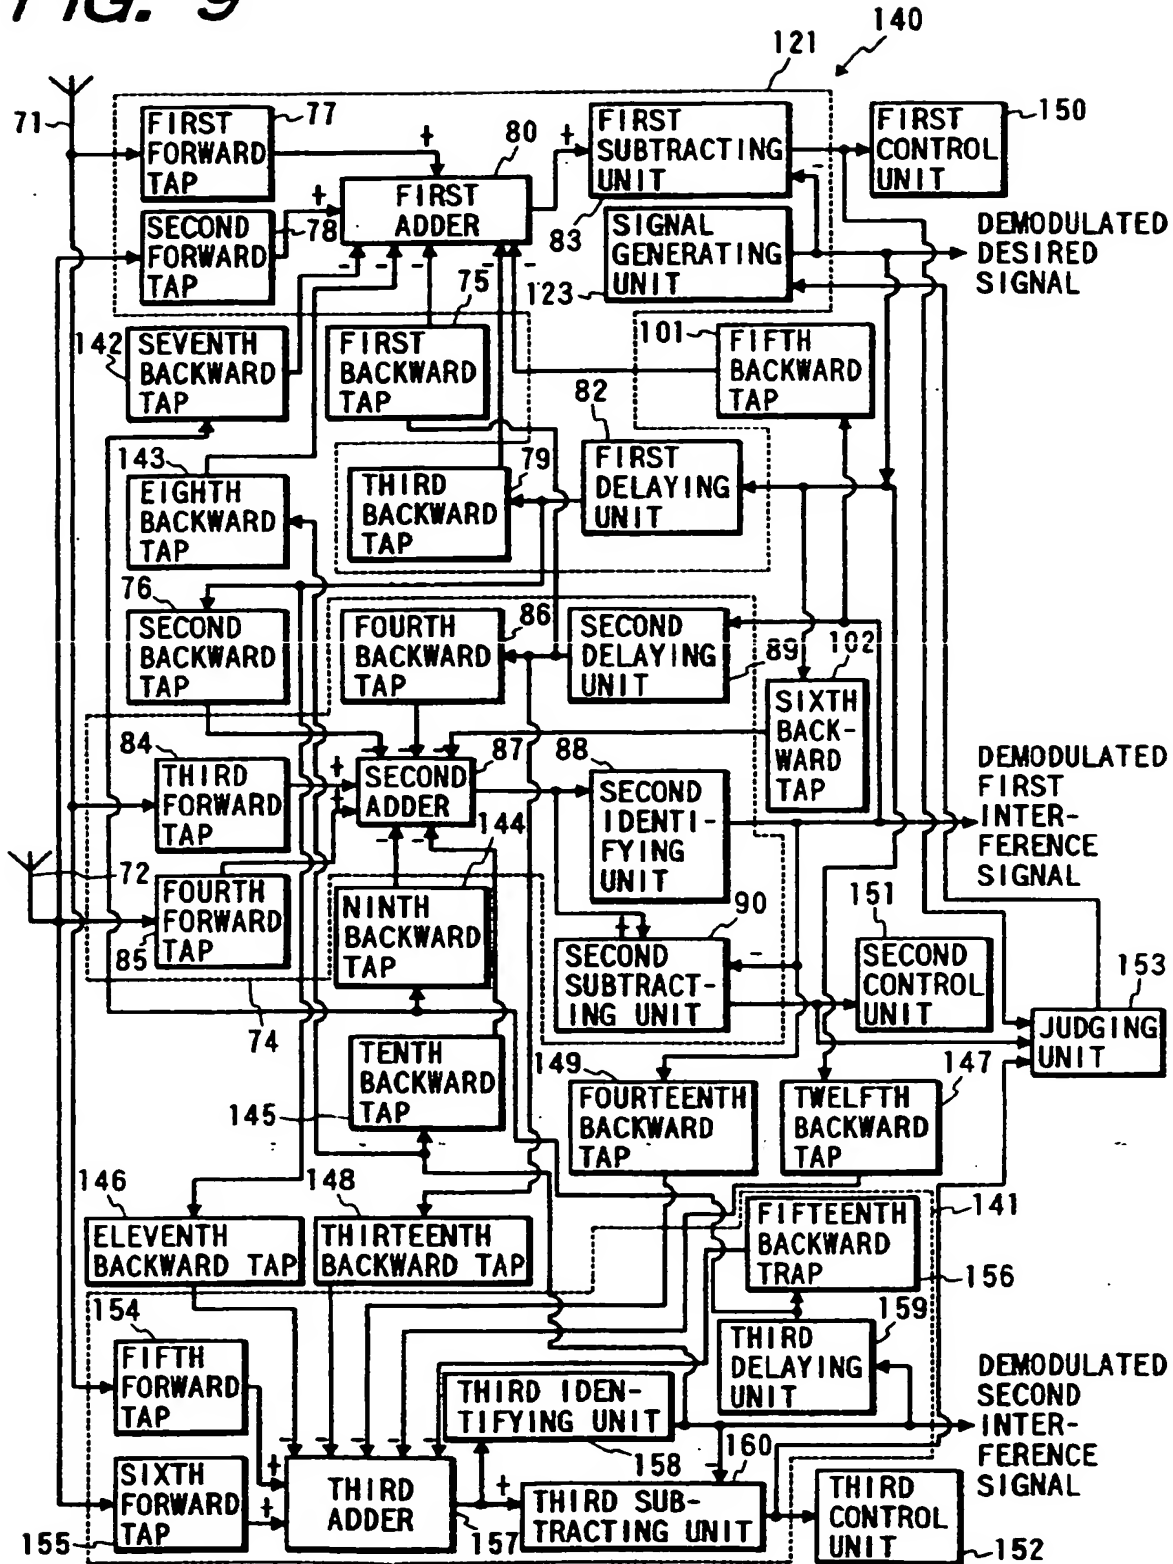 FIG. 9
140
121
71
FIRST
FORWARD
TAP
77
80
FIRST
SUBTRACTING
UNIT
83
FIRST
CONTROL
UNIT
150
SECOND
FORWARD
TAP
78
FIRST
ADDER
SIGNAL
GENERATING
UNIT
123
DEMODULATED
DESIRED
SIGNAL
142
SEVENTH
BACKWARD
TAP
75
FIRST
BACKWARD
TAP
101
FIFTH
BACKWARD
TAP
143
EIGHTH
BACKWARD
TAP
THIRD
BACKWARD
TAP
79
82
FIRST
DELAYING
UNIT
76
SECOND
BACKWARD
TAP
86
FOURTH
BACKWARD
TAP
SECOND
DELAYING
UNIT
89
102
SIXTH
BACK-
WARD
TAP
84
THIRD
FORWARD
TAP
87
SECOND
ADDER
88
SECOND
IDENTI-
FYING
UNIT
DEMODULATED
FIRST
INTER-
FERENCE
SIGNAL
72
FOURTH
FORWARD
TAP
85
144
NINTH
BACKWARD
TAP
90
SECOND
SUBTRACT-
ING UNIT
151
SECOND
CONTROL
UNIT
153
JUDGING
UNIT
74
TENTH
BACKWARD
TAP
145
149
FOURTEENTH
BACKWARD
TAP
147
TWELFTH
BACKWARD
TAP
146
ELEVENTH
BACKWARD TAP
148
THIRTEENTH
BACKWARD TAP
141
FIFTEENTH
BACKWARD
TRAP
156
154
FIFTH
FORWARD
TAP
159
THIRD
DELAYING
UNIT
THIRD IDEN-
TIFYING UNIT
158
DEMODULATED
SECOND
INTER-
FERENCE
SIGNAL
155
SIXTH
FORWARD
TAP
THIRD
ADDER
157
160
THIRD SUB-
TRACTING UNIT
THIRD
CONTROL
UNIT
152